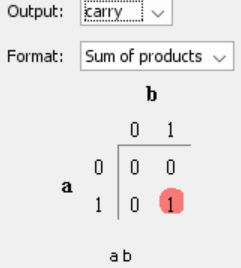 Output: carry
Format: Sum of products
b
0 1
0 0 0
a
1 0 1
a b